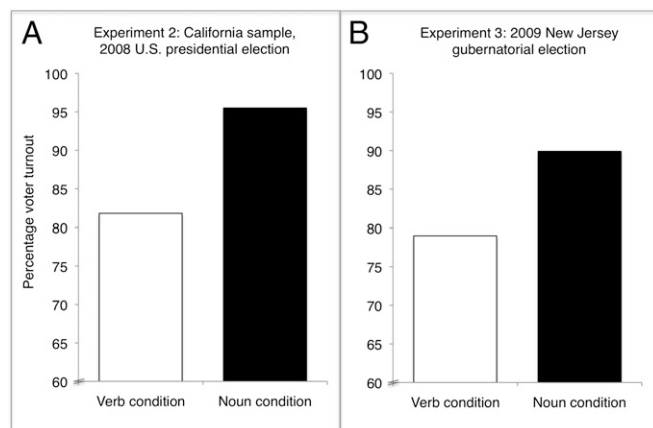 A
Experiment 2: California sample,
2008 U.S. presidential election
Percentage voter turnout
100
95
90
85
80
75
70
65
60
Verb condition
Noun condition
B
Experiment 3: 2009 New Jersey
gubernatorial election
100
95
90
85
80
75
70
65
60
Verb condition
Noun condition